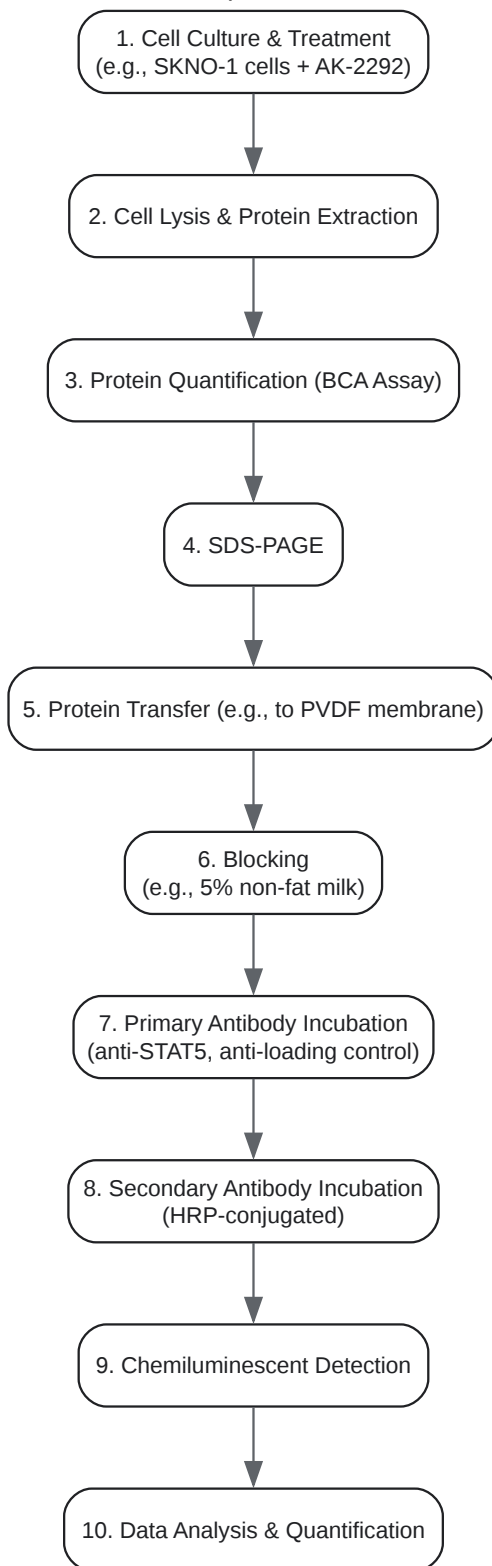 1. Cell Culture & Treatment
(e.g., SKNO-1 cells + AK-2292)
2. Cell Lysis & Protein Extraction
3. Protein Quantification (BCA Assay)
4. SDS-PAGE
5. Protein Transfer (e.g., to PVDF membrane)
6. Blocking
(e.g., 5% non-fat milk)
7. Primary Antibody Incubation
(anti-STAT5, anti-loading control)
8. Secondary Antibody Incubation
(HRP-conjugated)
9. Chemiluminescent Detection
10. Data Analysis & Quantification